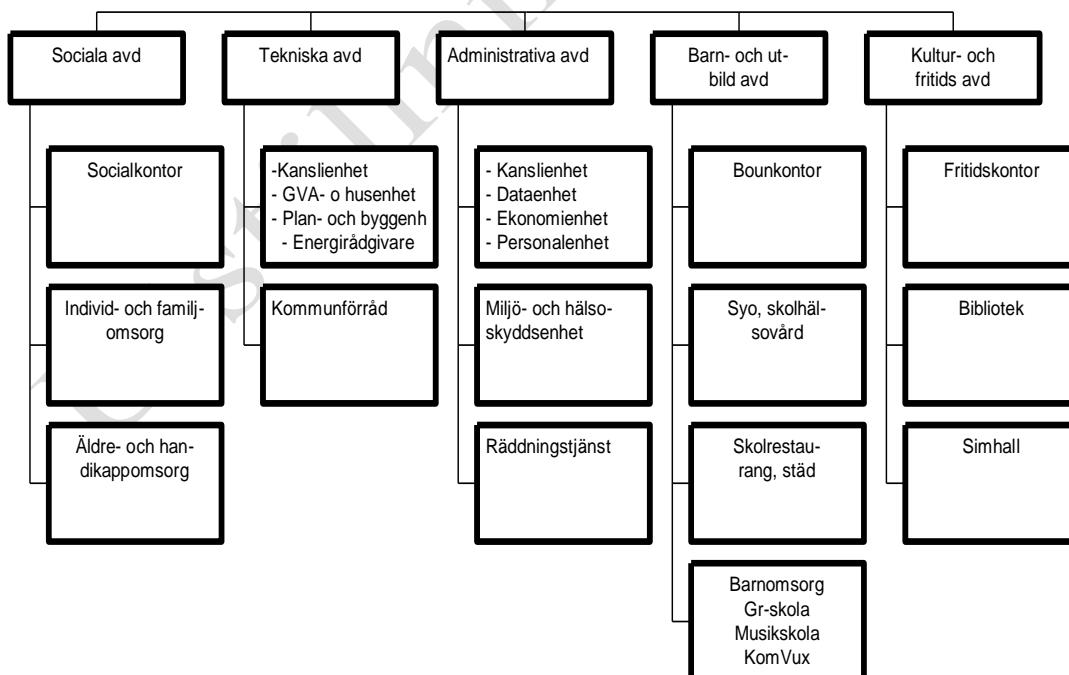 Sociala avd
Tekniska avd
Administrativa avd
Barn- och ut-
bild avd
Kultur- och
fritids avd
Socialkontor
-Kanslienhet
- GVA- o husenhet
- Plan- och byggenh
- Energirådgivare
- Kanslienhet
- Dataenhet
- Ekonomienhet
- Personalenhet
Bounkontor
Fritidskontor
Individ- och familj-
omsorg
Kommunförråd
Miljö- och hälso-
skyddsenhet
Syo, skolhäl-
sovård
Bibliotek
Äldre- och han-
dikappomsorg
Räddningstjänst
Skolrestau-
rang, städ
Simhall
Barnomsorg
Gr-skola
Musikskola
KomVux